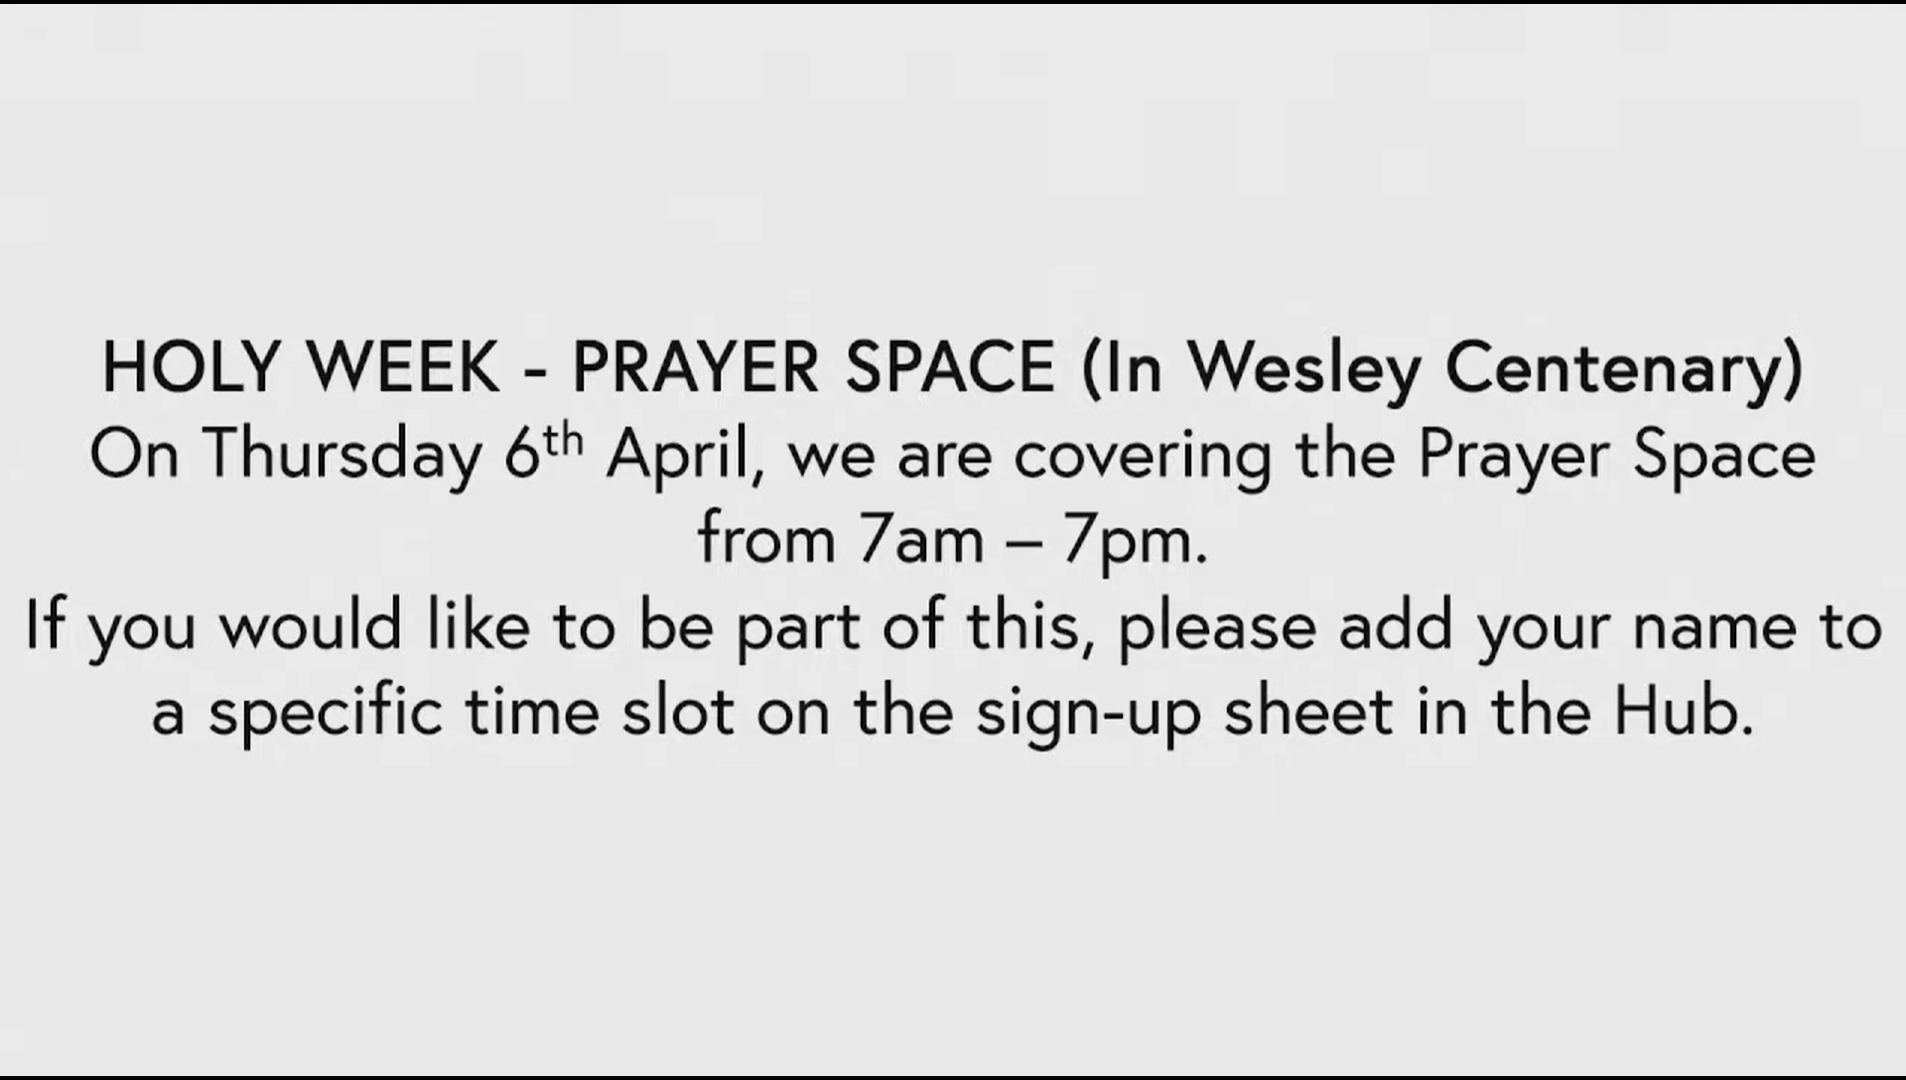 HOLY WEEK - PRAYER SPACE (In Wesley Centenary)
On Thursday 6th April, we are covering the Prayer Space
from 7am – 7pm.
If you would like to be part of this, please add your name to
a specific time slot on the sign-up sheet in the Hub.